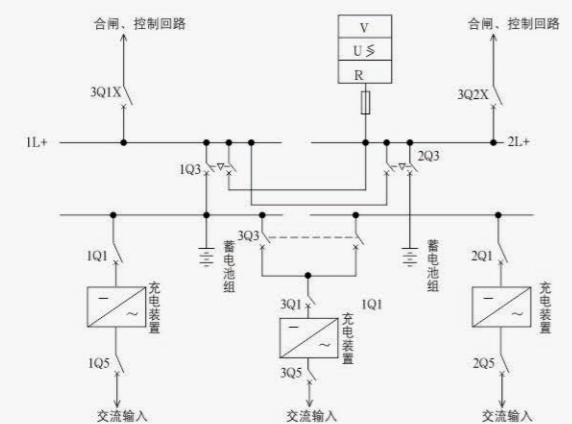 合闸、控制回路
合闸、控制回路
V
U
R
3Q1X
3Q2X
1L+
2L+
1Q3
2Q3
3Q3
1Q1
蓄电池组
蓄电池组
2Q1
充电装置
3Q1
1Q1
充电装置
充电装置
1Q5
3Q5
2Q5
交流输入
交流输入
交流输入